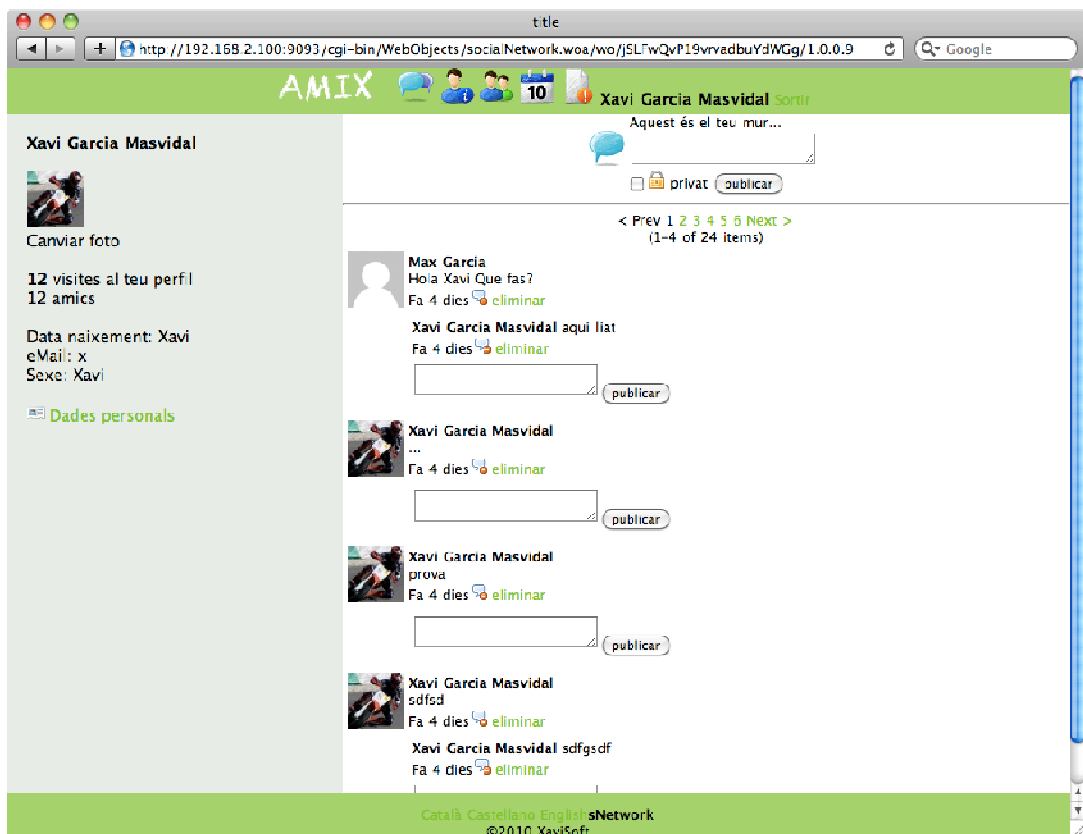 title
http://192.168.2.100:9093/cgi-bin/WebObjects/socialNetwork.woa/wo/jSLFwQvP19vrvadbuYdWGg/1.0.0.9
Google
AMIX
10
Xavi Garcia Masvidal Sortir
Xavi Garcia Masvidal
Canviar foto
12 visites al teu perfil
12 amics
Data naixement: Xavi
eMail: x
Sexe: Xavi
Dades personals
Aquest és el teu mur...
privat publicar
< Prev 1 2 3 4 5 6 Next >
(1-4 of 24 items)
Max Garcia
Hola Xavi Que fas?
Fa 4 dies eliminar
Xavi Garcia Masvidal aqui liat
Fa 4 dies eliminar
publicar
Xavi Garcia Masvidal
...
Fa 4 dies eliminar
publicar
Xavi Garcia Masvidal
prova
Fa 4 dies eliminar
publicar
Xavi Garcia Masvidal
sdfsd
Fa 4 dies eliminar
Xavi Garcia Masvidal sdfgsdf
Fa 4 dies eliminar
Català Castellano English sNetwork
©2010 XaviSoft